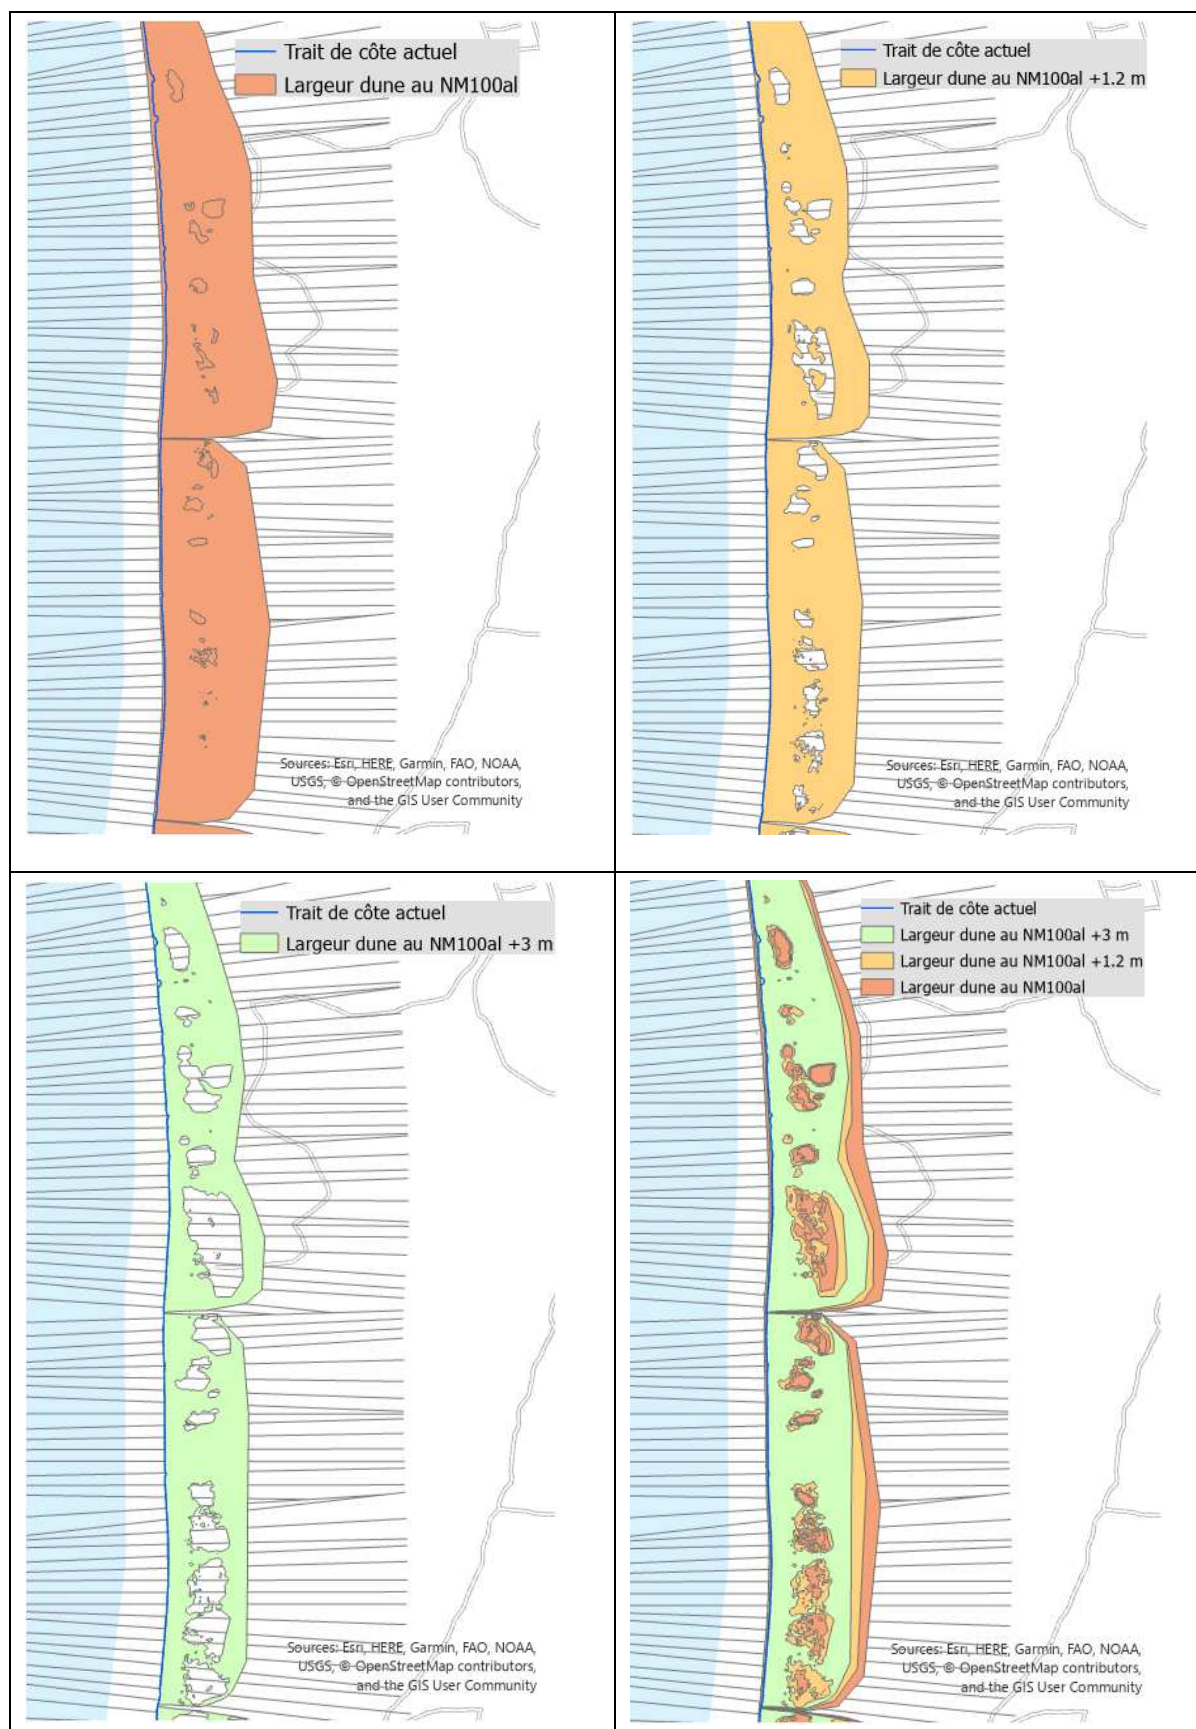 Trait de côte actuel
Largeur dune au NM100al
Sources: Esri, HERE, Garmin, FAO, NOAA,
USGS, © OpenStreetMap contributors,
and the GIS User Community
Trait de côte actuel
Largeur dune au NM100al +1.2 m
Sources: Esri, HERE, Garmin, FAO, NOAA,
USGS, © OpenStreetMap contributors,
and the GIS User Community
Trait de côte actuel
Largeur dune au NM100al +3 m
Sources: Esri, HERE, Garmin, FAO, NOAA,
USGS, © OpenStreetMap contributors,
and the GIS User Community
Trait de côte actuel
Largeur dune au NM100al +3 m
Largeur dune au NM100al +1.2 m
Largeur dune au NM100al
Sources: Esri, HERE, Garmin, FAO, NOAA,
USGS, © OpenStreetMap contributors,
and the GIS User Community